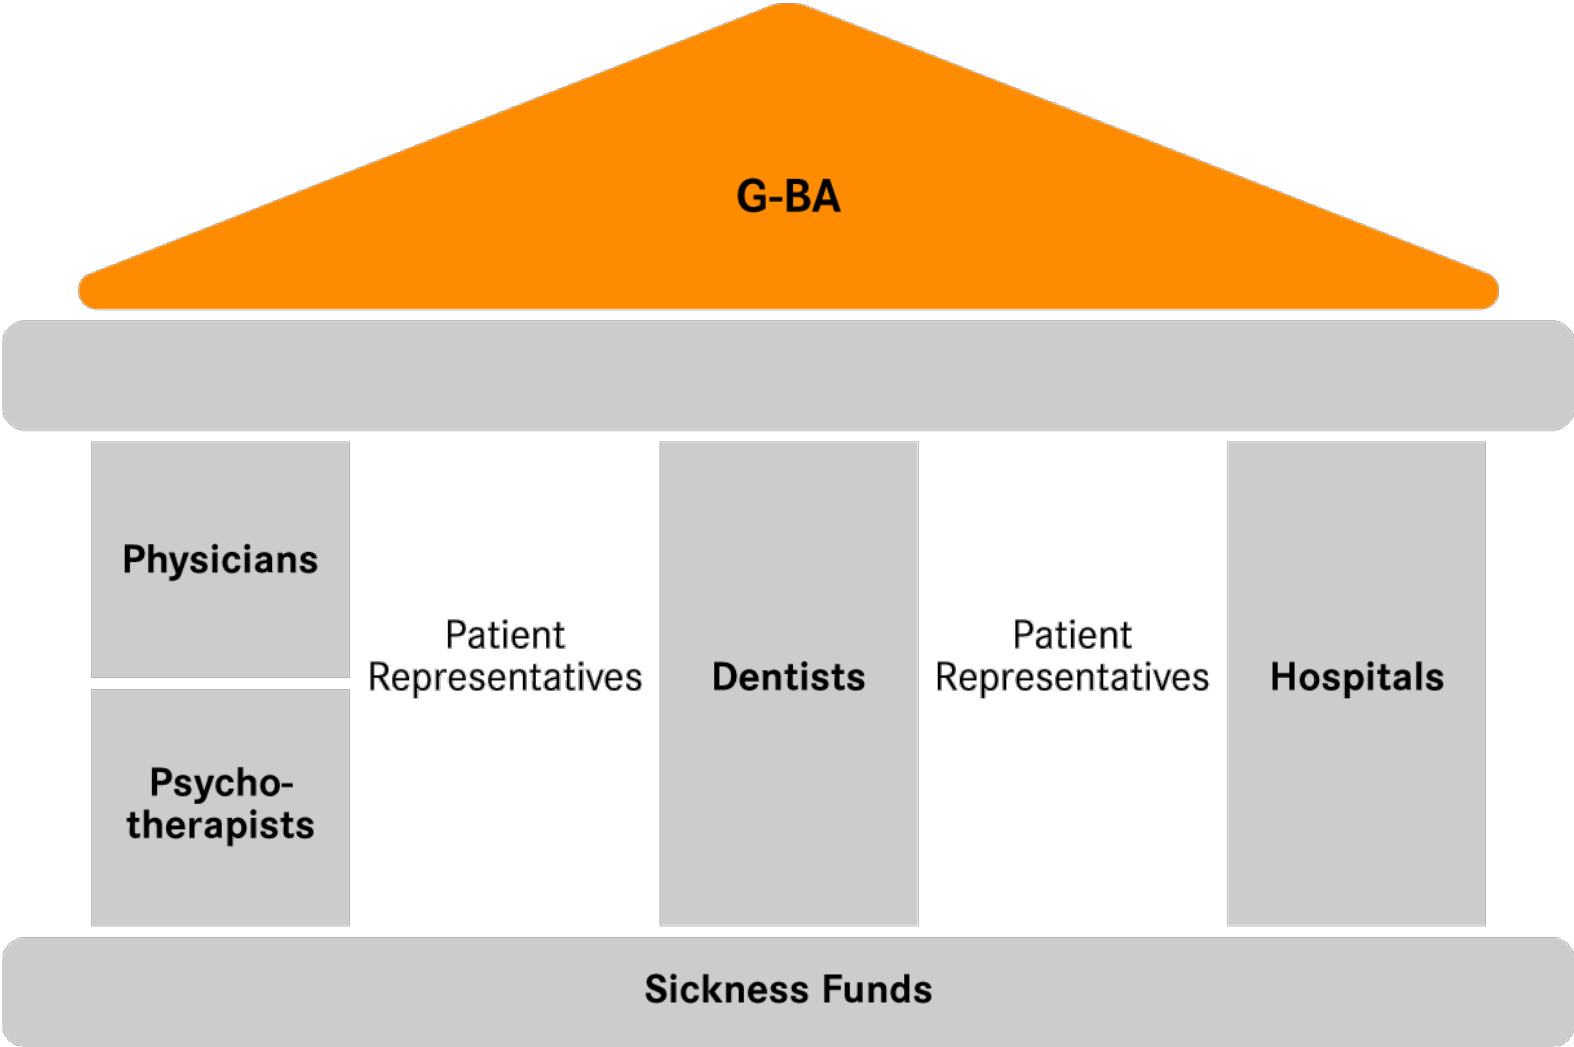 G-BA
Physicians
Psycho-
therapists
Patient
Representatives
Dentists
Patient
Representatives
Hospitals
Sickness Funds